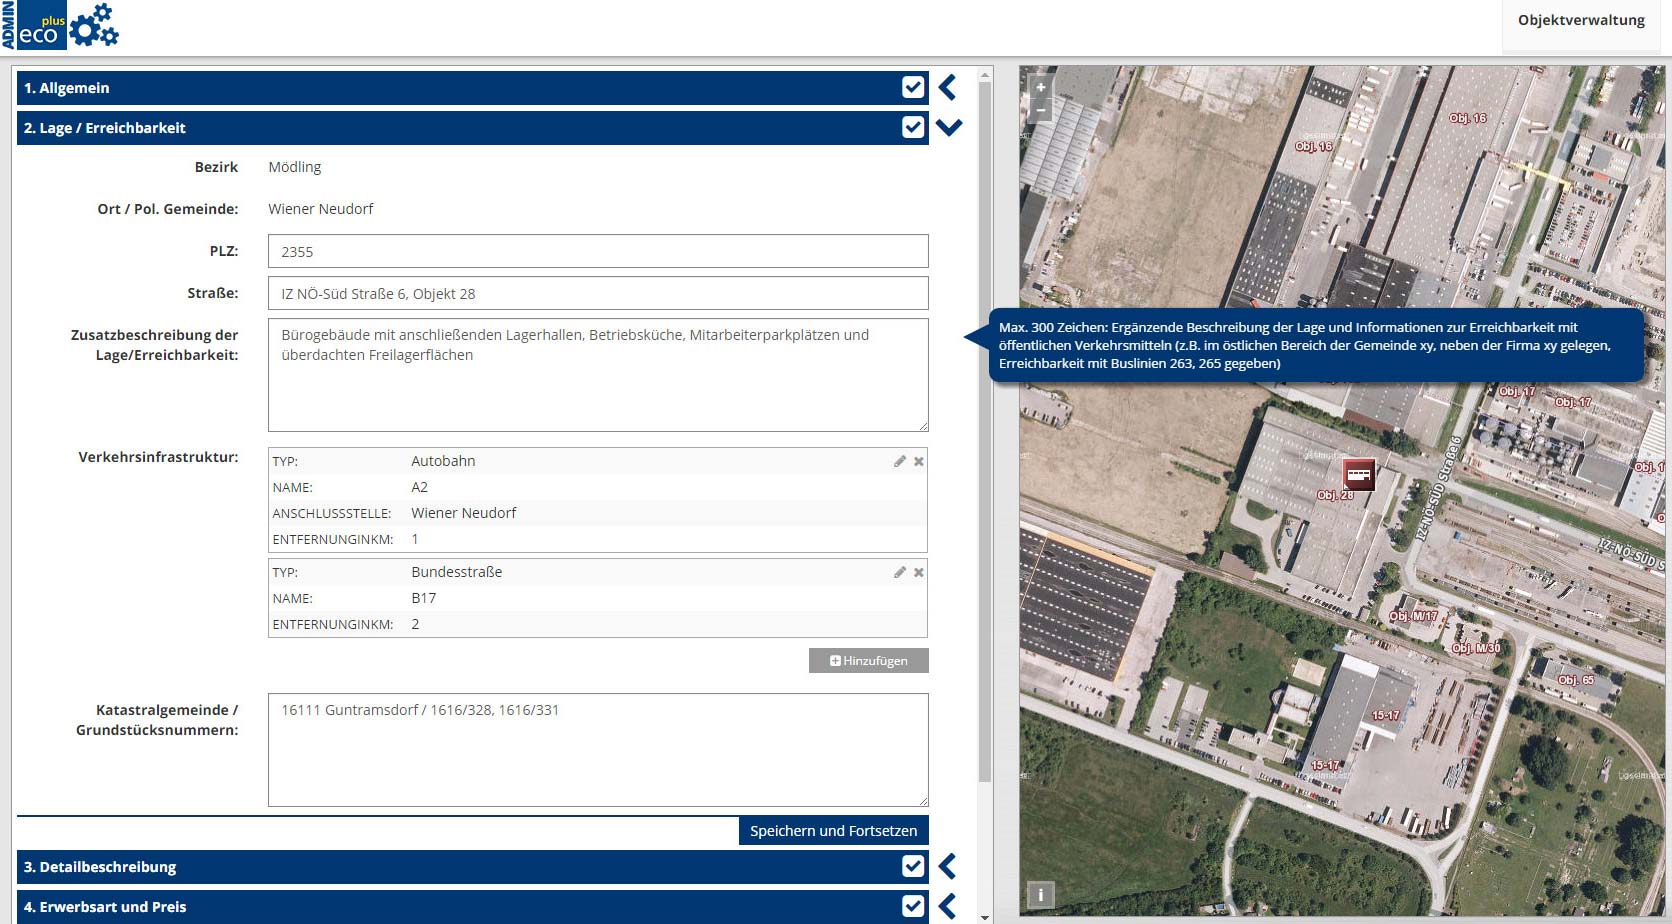 ADMIN
eco plus
Objektverwaltung
1. Allgemein
2. Lage / Erreichbarkeit
Bezirk Mödling
Ort / Pol. Gemeinde: Wiener Neudorf
PLZ: 2355
Straße: IZ NÖ-Süd Straße 6, Objekt 28
Zusatzbeschreibung der Lage/Erreichbarkeit:
Bürogebäude mit anschließenden Lagerhallen, Betriebsküche, Mitarbeiterparkplätzen und
überdachten Freilagerflächen
Verkehrsinfrastruktur:
TYP: Autobahn
NAME: A2
ANSCHLUSSSTELLE: Wiener Neudorf
ENTFERNUNGINKM: 1
TYP: Bundesstraße
NAME: B17
ENTFERNUNGINKM: 2
Hinzufügen
Katastralgemeinde /
Grundstücksnummern:
16111 Guntramsdorf / 1616/328, 1616/331
Speichern und Fortsetzen
3. Detailbeschreibung
4. Erwerbsart und Preis
+
-
Obj. 16
Obj. 16
Max. 300 Zeichen: Ergänzende Beschreibung der Lage und Informationen zur Erreichbarkeit mit
öffentlichen Verkehrsmitteln (z.B. im östlichen Bereich der Gemeinde xy, neben der Firma xy gelegen,
Erreichbarkeit mit Buslinien 263, 265 gegeben)
Obj. 17
Obj. 17
IZ-NÖ-SÜD Straße 6
Obj. 28
IZ-NÖ-SÜD S
Obj. M/17
Obj. M/30
Obj. 65
15-17
15-17
i